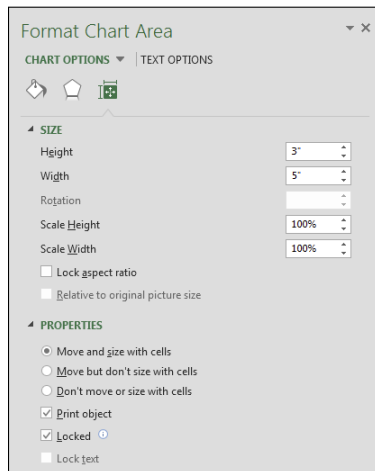 Format Chart Area
CHART OPTIONS TEXT OPTIONS
SIZE
Height 3"
Width 5"
Rotation
Scale Height 100%
Scale Width 100%
Lock aspect ratio
Relative to original picture size
PROPERTIES
Move and size with cells
Move but don't size with cells
Don't move or size with cells
Print object
Locked
Lock text